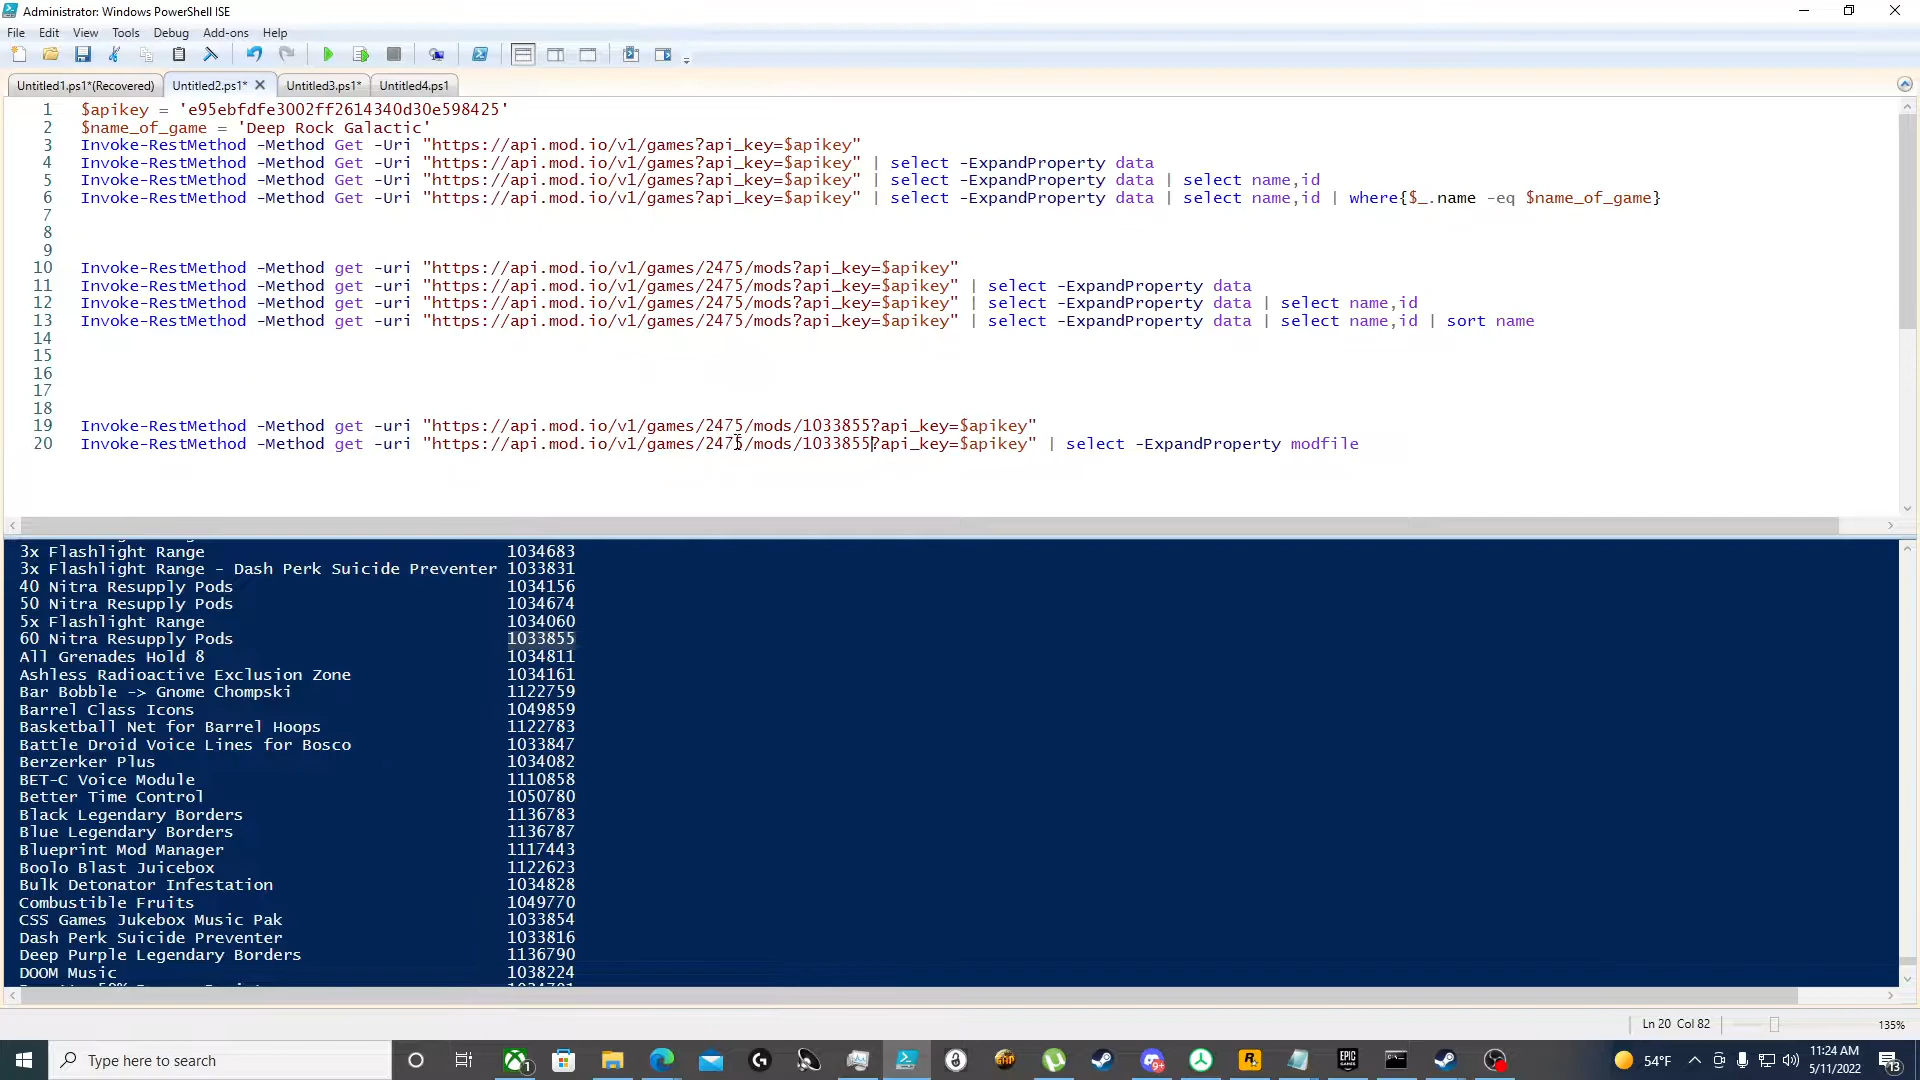 Administrator: Windows PowerShell ISE
File Edit View Tools Debug Add-ons Help
Untitled1.ps1*(Recovered) Untitled2.ps1* Untitled3.ps1* Untitled4.ps1
1 $apikey = 'e95ebfdfe3002ff2614340d30e598425'
2 $name_of_game = 'Deep Rock Galactic'
3 Invoke-RestMethod -Method Get -Uri "https://api.mod.io/v1/games?api_key=$apikey"
4 Invoke-RestMethod -Method Get -Uri "https://api.mod.io/v1/games?api_key=$apikey" | select -ExpandProperty data
5 Invoke-RestMethod -Method Get -Uri "https://api.mod.io/v1/games?api_key=$apikey" | select -ExpandProperty data | select name,id
6 Invoke-RestMethod -Method Get -Uri "https://api.mod.io/v1/games?api_key=$apikey" | select -ExpandProperty data | select name,id | where{$_.name -eq $name_of_game}
7
8
9
10 Invoke-RestMethod -Method get -uri "https://api.mod.io/v1/games/2475/mods?api_key=$apikey"
11 Invoke-RestMethod -Method get -uri "https://api.mod.io/v1/games/2475/mods?api_key=$apikey" | select -ExpandProperty data
12 Invoke-RestMethod -Method get -uri "https://api.mod.io/v1/games/2475/mods?api_key=$apikey" | select -ExpandProperty data | select name,id
13 Invoke-RestMethod -Method get -uri "https://api.mod.io/v1/games/2475/mods?api_key=$apikey" | select -ExpandProperty data | select name,id | sort name
14
15
16
17
18
19 Invoke-RestMethod -Method get -uri "https://api.mod.io/v1/games/2475/mods/1033855?api_key=$apikey"
20 Invoke-RestMethod -Method get -uri "https://api.mod.io/v1/games/2475/mods/1033855?api_key=$apikey" | select -ExpandProperty modfile
3x Flashlight Range 1034683
3x Flashlight Range - Dash Perk Suicide Preventer 1033831
40 Nitra Resupply Pods 1034156
50 Nitra Resupply Pods 1034674
5x Flashlight Range 1034060
60 Nitra Resupply Pods 1033855
All Grenades Hold 8 1034811
Ashless Radioactive Exclusion Zone 1034161
Bar Bobble -> Gnome Chompski 1122759
Barrel Class Icons 1049859
Basketball Net for Barrel Hoops 1122783
Battle Droid Voice Lines for Bosco 1033847
Berzerker Plus 1034082
BET-C Voice Module 1110858
Better Time Control 1050780
Black Legendary Borders 1136783
Blue Legendary Borders 1136787
Blueprint Mod Manager 1117443
Boolo Blast Juicebox 1122623
Bulk Detonator Infestation 1034828
Combustible Fruits 1049770
CSS Games Jukebox Music Pak 1033854
Dash Perk Suicide Preventer 1033816
Deep Purple Legendary Borders 1136790
DOOM Music 1038224
Ln 20 Col 82 135%
Type here to search
54°F
11:24 AM
5/11/2022